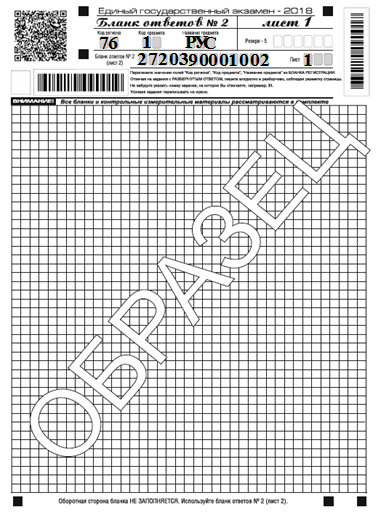 Единый государственный экзамен - 2018
Бланк ответов № 2 лист 1
Код региона Код предмета Название предмета
76 1 РУС Резерв - 5
Бланк ответов № 2 (лист 2) 2720390001002 Лист 1
Перепишите значения полей "Код региона", "Код предмета", "Название предмета" из БЛАНКА РЕГИСТРАЦИИ.
Отвечая на задания с РАЗВЕРНУТЫМ ОТВЕТОМ, пишите аккуратно и разборчиво, соблюдая разметку страницы.
Не забудьте указать номер задания, на которое Вы отвечаете, например, 31.
Условия задания переписывать не нужно.
ВНИМАНИЕ! Все бланки и контрольные измерительные материалы рассматриваются в комплекте
ОБРАЗЕЦ
Оборотная сторона бланка НЕ ЗАПОЛНЯЕТСЯ. Используйте бланк ответов № 2 (лист 2).